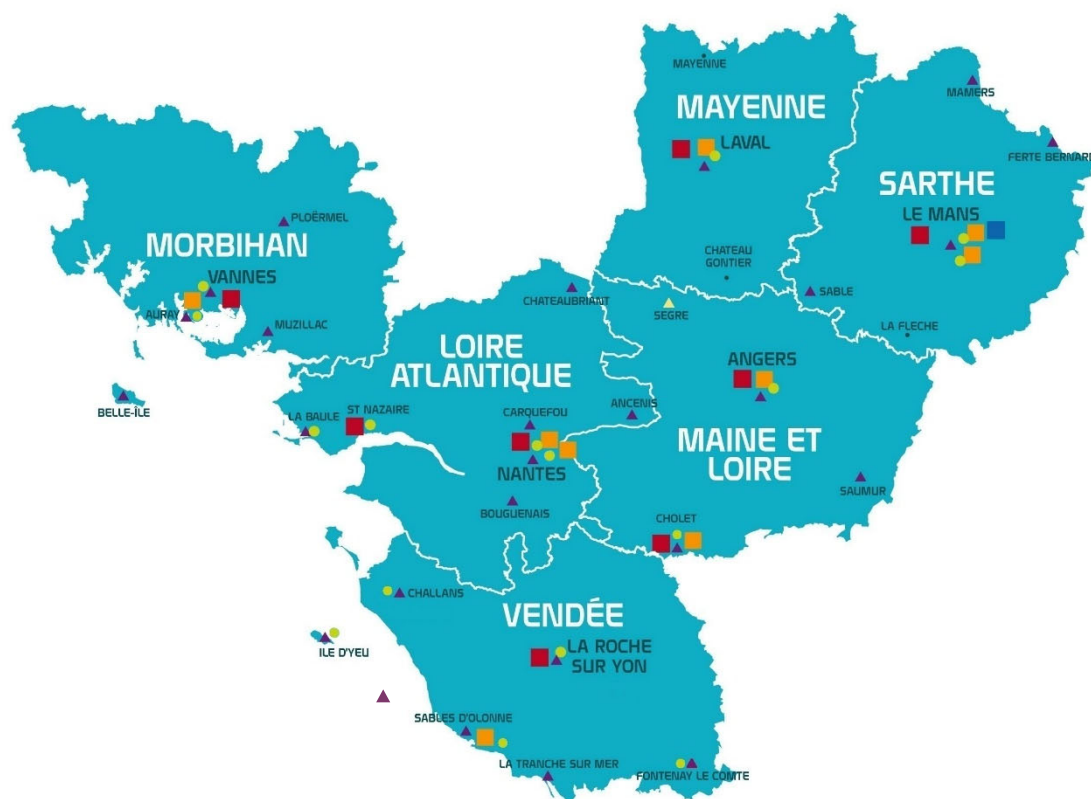 MAYENNE
MAMERS
MAYENNE
LAVAL
FERTE BERNARD
SARTHE
LE MANS
PLOËRMEL
MORBIHAN
VANNES
CHATEAU
GONTIER
AURAY
MUZILLAC
CHATEAUBRIANT
SEGRE
SABLE
LA FLECHE
LOIRE
ATLANTIQUE
ANGERS
BELLE-ÎLE
LA BAULE
ST NAZAIRE
CARQUEFOU
ANCENIS
MAINE ET
LOIRE
NANTES
SAUMUR
BOUGUENAIS
CHOLET
CHALLANS
VENDÉE
ILE D'YEU
LA ROCHE
SUR YON
SABLES D'OLONNE
LA TRANCHE SUR MER
FONTENAY LE COMTE